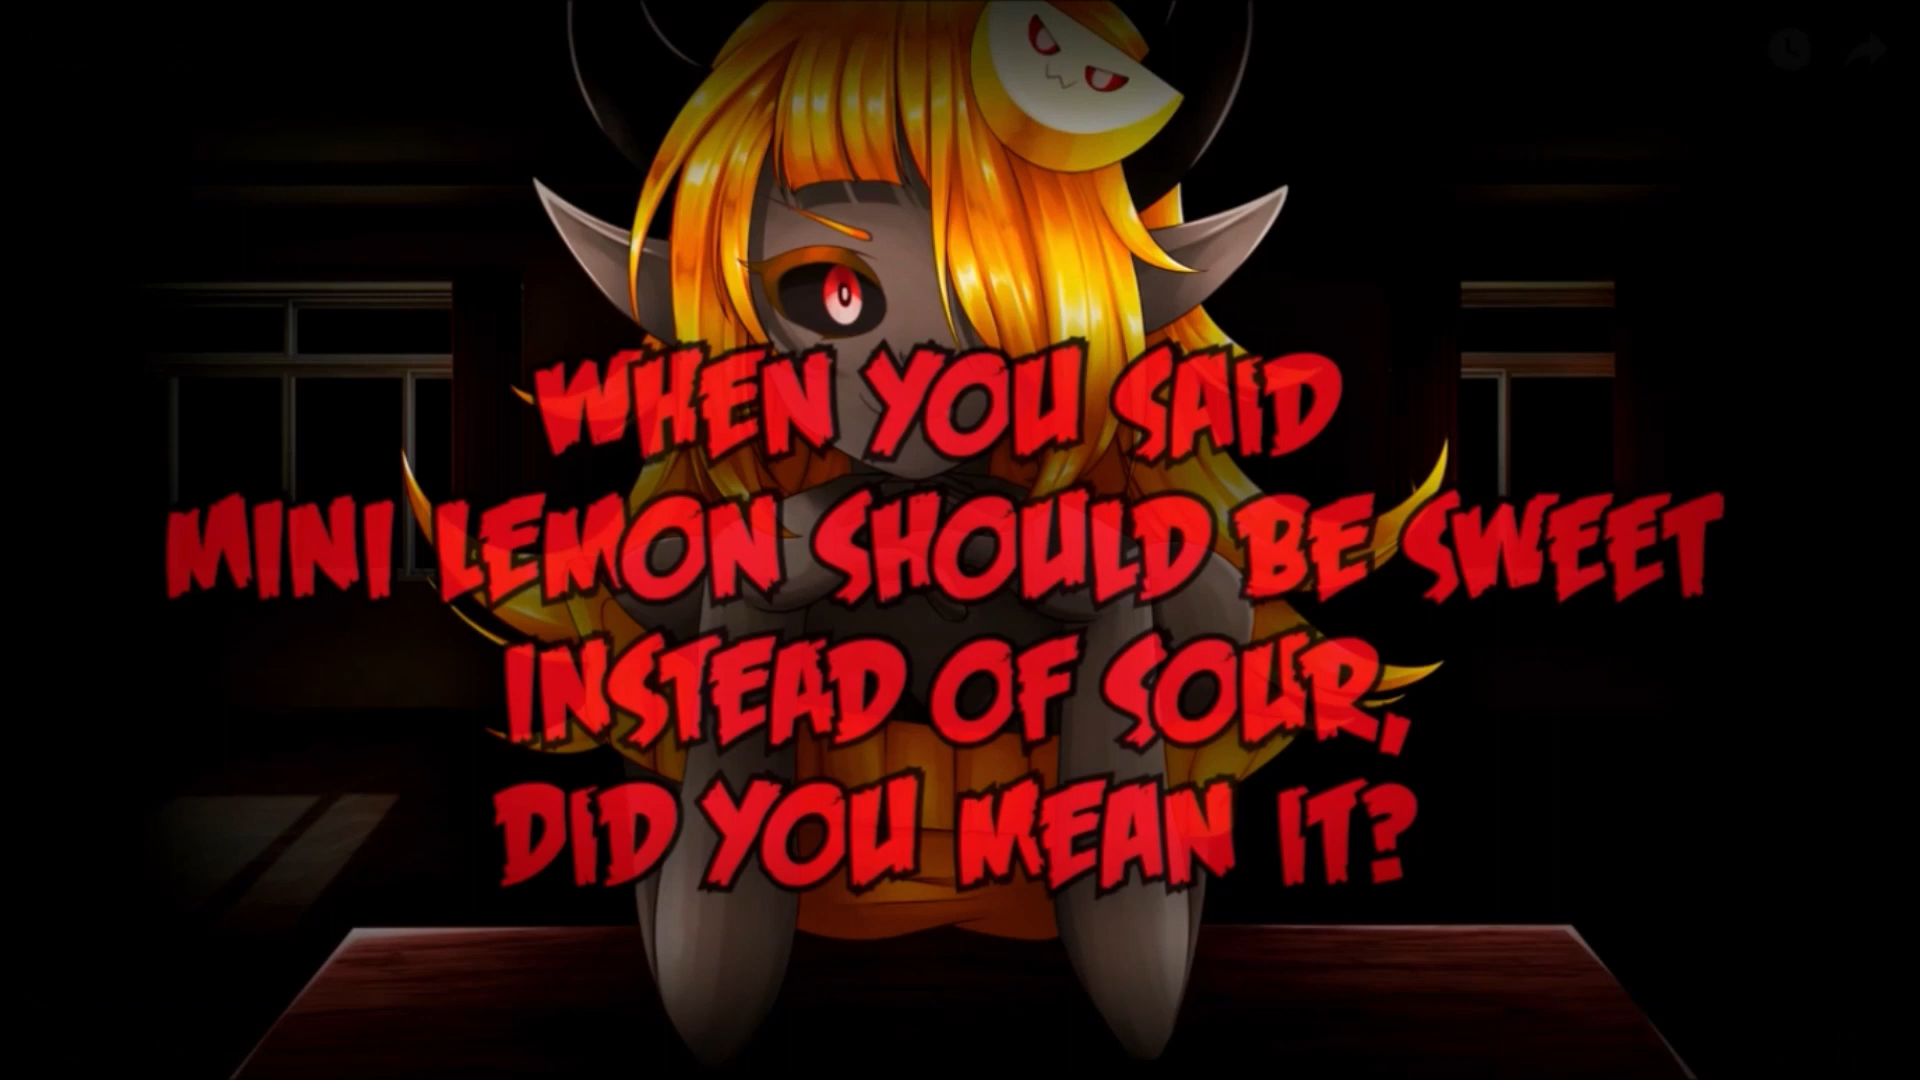 WHEN YOU SAID
MINI LEMON SHOULD BE SWEET
INSTEAD OF SOUR,
DID YOU MEAN IT?